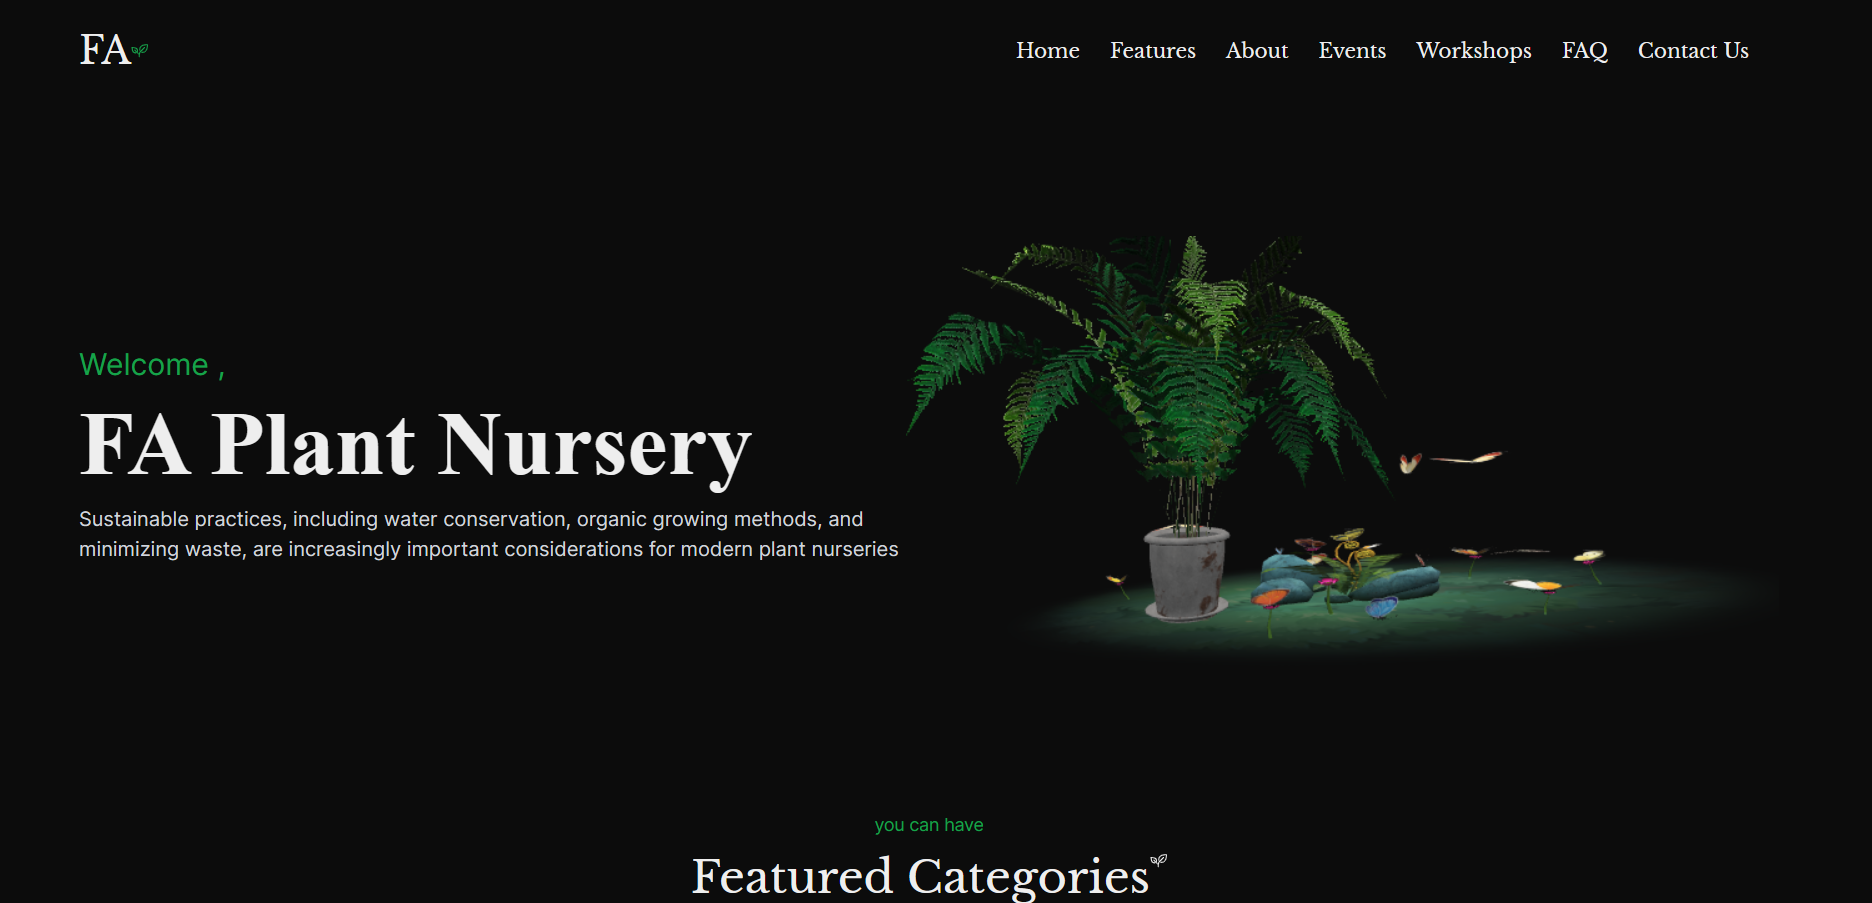 FA
Home Features About Events Workshops FAQ Contact Us
Welcome ,
FA Plant Nursery
Sustainable practices, including water conservation, organic growing methods, and
minimizing waste, are increasingly important considerations for modern plant nurseries
you can have
Featured Categories